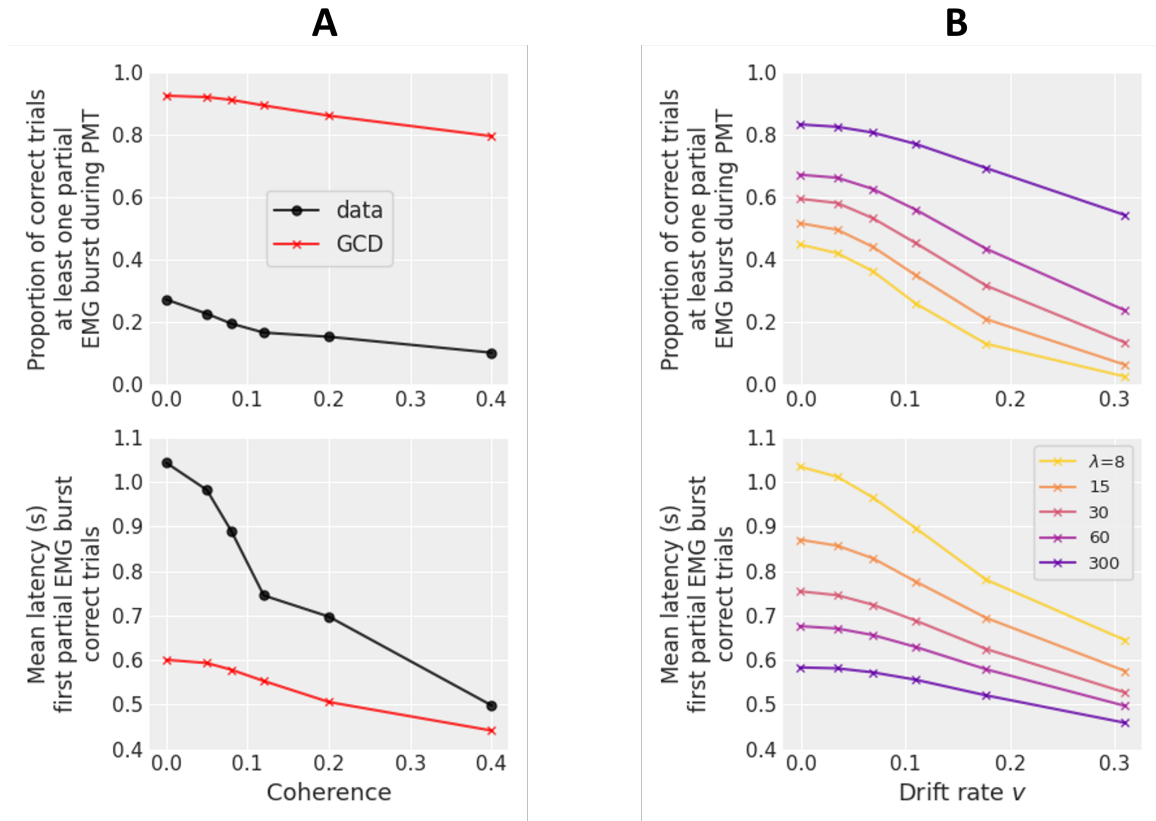 A
Proportion of correct trials
at least one partial
EMG burst during PMT
1.0
0.8
0.6
0.4
0.2
0.0
data
GCD
0.0 0.1 0.2 0.3 0.4
Mean latency (s)
first partial EMG burst
correct trials
1.1
1.0
0.9
0.8
0.7
0.6
0.5
0.4
0.0 0.1 0.2 0.3 0.4
Coherence
B
Proportion of correct trials
at least one partial
EMG burst during PMT
1.0
0.8
0.6
0.4
0.2
0.0
0.0 0.1 0.2 0.3
Mean latency (s)
first partial EMG burst
correct trials
1.1
1.0
0.9
0.8
0.7
0.6
0.5
0.4
λ=8
15
30
60
300
0.0 0.1 0.2 0.3
Drift rate v